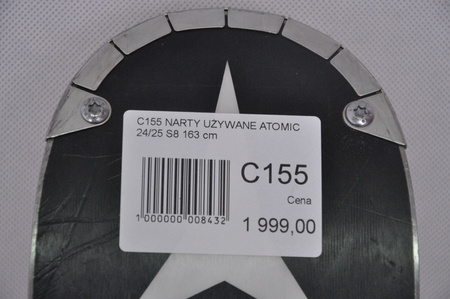 C155 NARTY UŻYWANE ATOMIC
24/25 S8 163 cm
C155
Cena
1 999,00
1 000000 008432